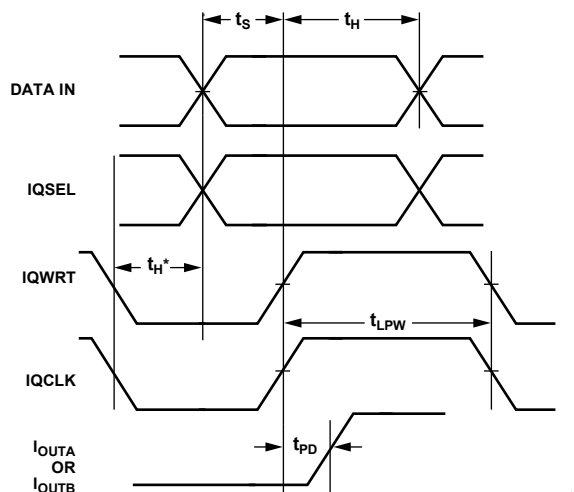 tS
tH
DATA IN
IQSEL
tH*
IQWRT
tLPW
IQCLK
tPD
IOUTA
OR
IOUTB